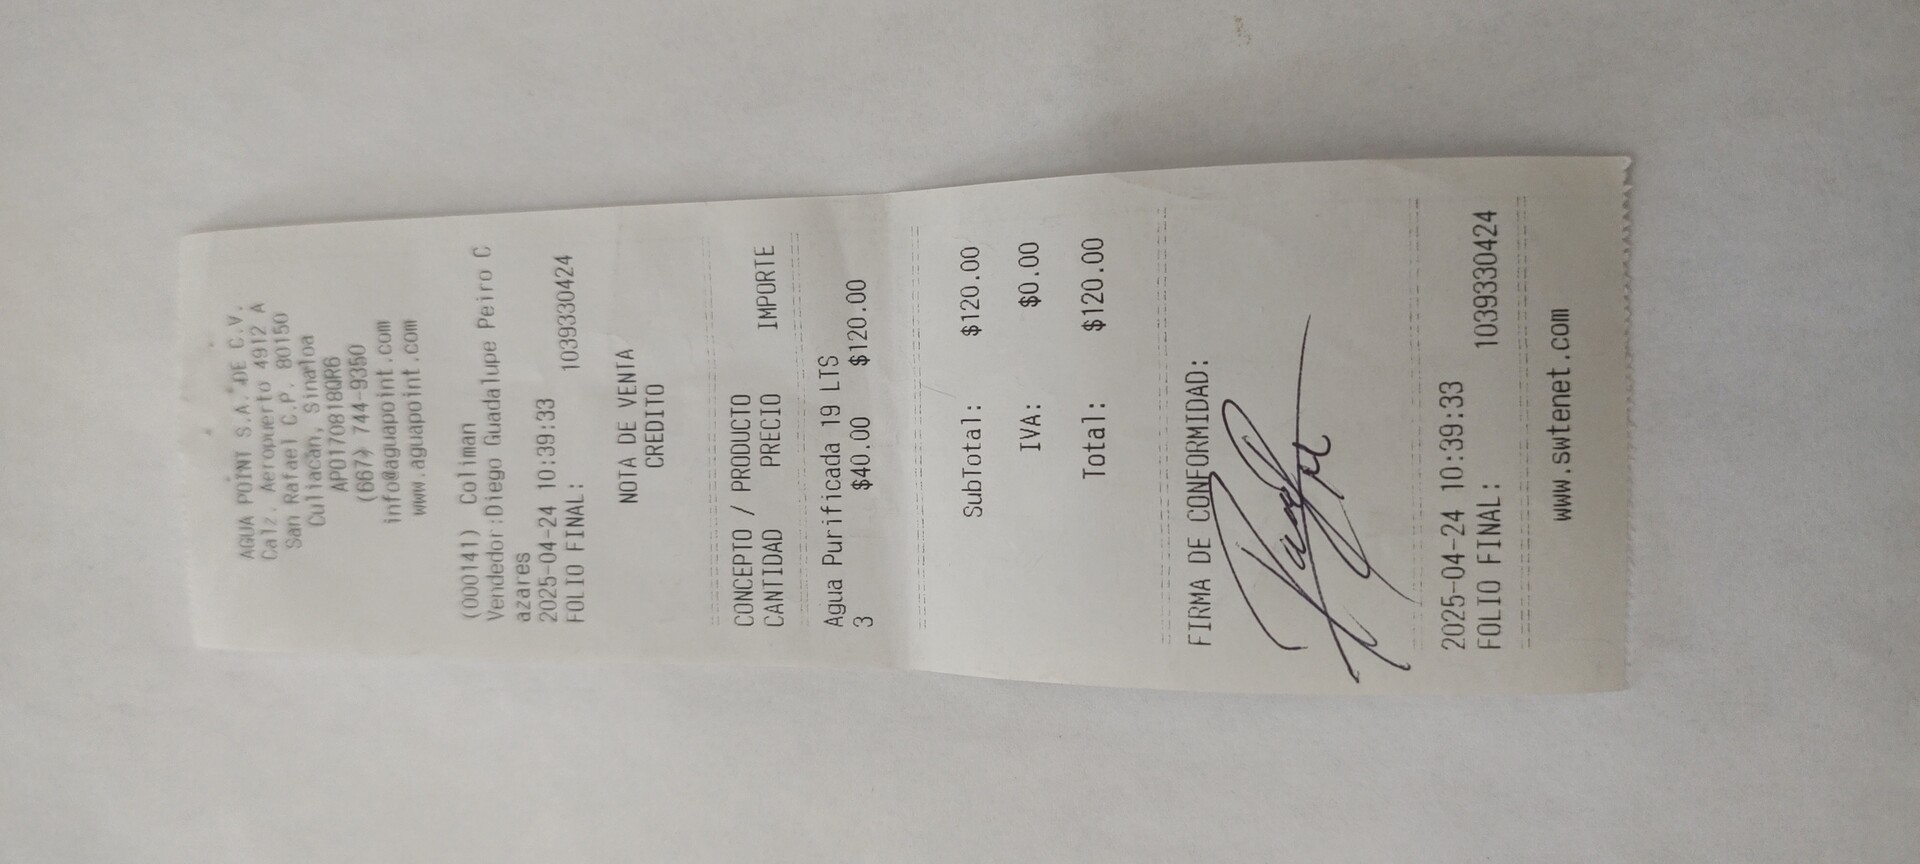 AGUA POINT S.A. DE C.V.
Calz. Aeropuerto 4912 A
San Rafael C.P. 80150
Culiacán, Sinaloa
APO170818QR6
(667) 744-9350
info@aguapoint.com
www.aguapoint.com
(000141) Coliman
Vendedor:Diego Guadalupe Peiro C
azares
2025-04-24 10:39:33
FOLIO FINAL: 1039330424
NOTA DE VENTA
CREDITO
CONCEPTO / PRODUCTO
CANTIDAD PRECIO IMPORTE
Agua Purificada 19 LTS
3 $40.00 $120.00
SubTotal: $120.00
IVA: $0.00
Total: $120.00
FIRMA DE CONFORMIDAD:
2025-04-24 10:39:33
FOLIO FINAL: 1039330424
www.swtenet.com